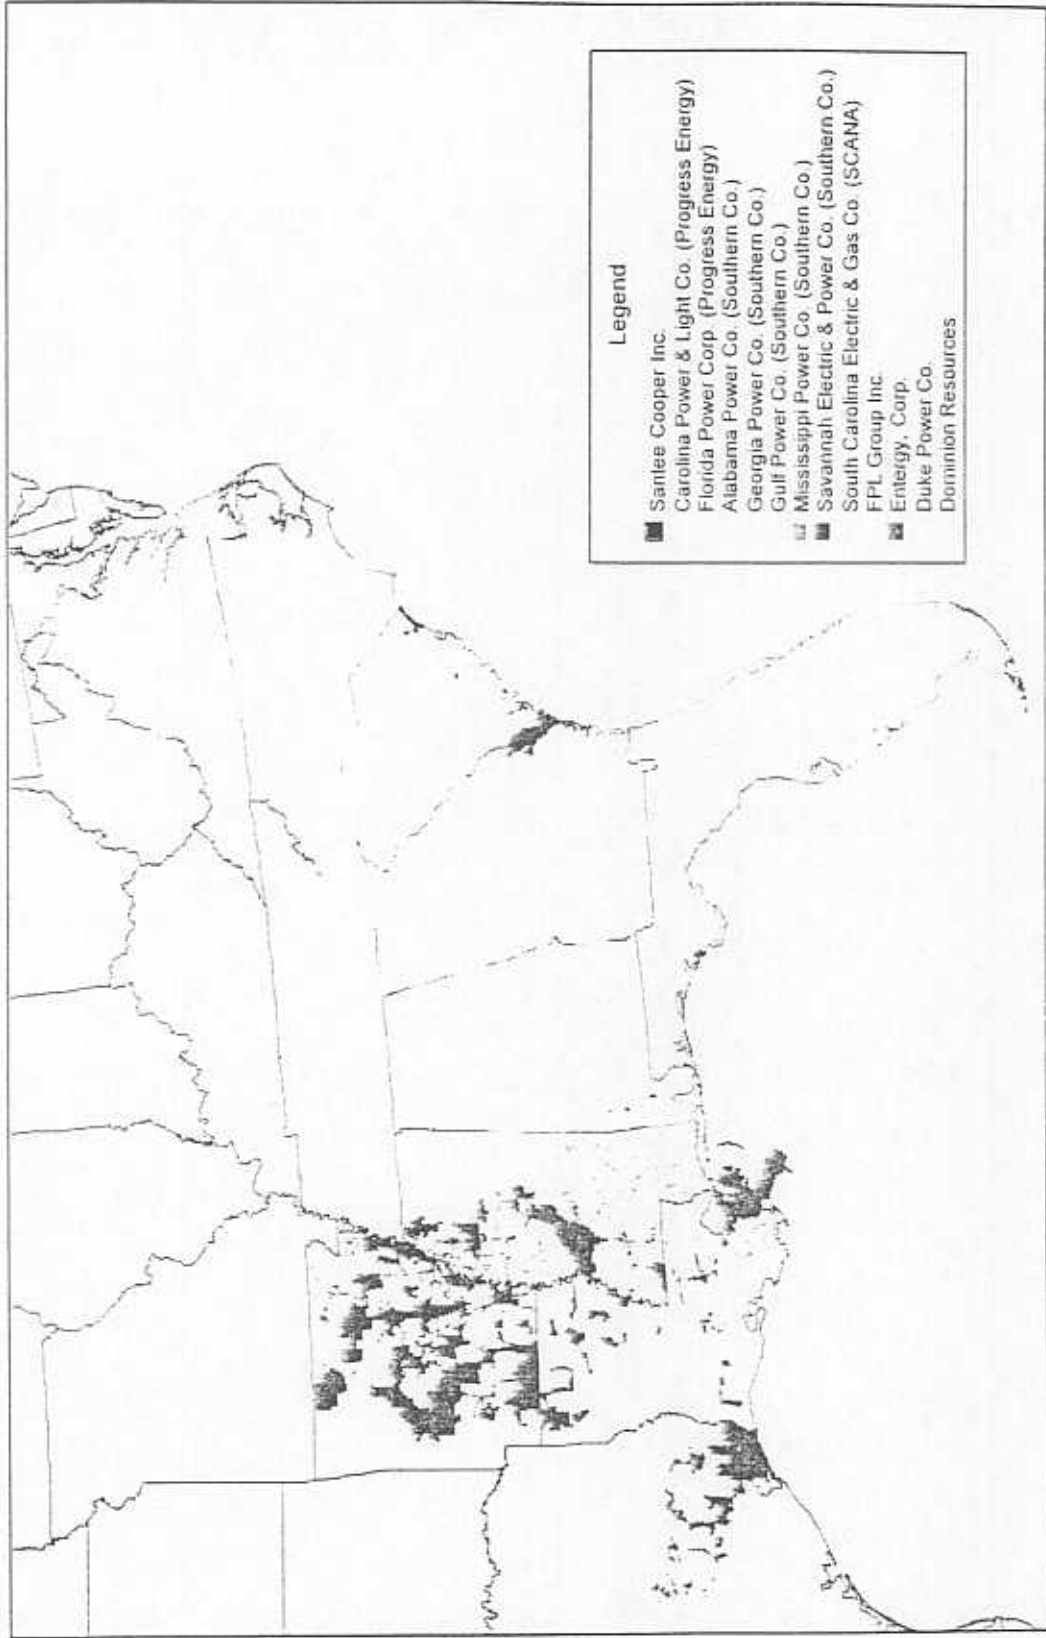 Legend
Santee Cooper Inc.
Carolina Power & Light Co. (Progress Energy)
Florida Power Corp. (Progress Energy)
Alabama Power Co. (Southern Co.)
Georgia Power Co. (Southern Co.)
Gulf Power Co. (Southern Co.)
Mississippi Power Co. (Southern Co.)
Savannah Electric & Power Co. (Southern Co.)
South Carolina Electric & Gas Co. (SCANA)
FPL Group Inc.
Entergy, Corp.
Duke Power Co.
Dominion Resources